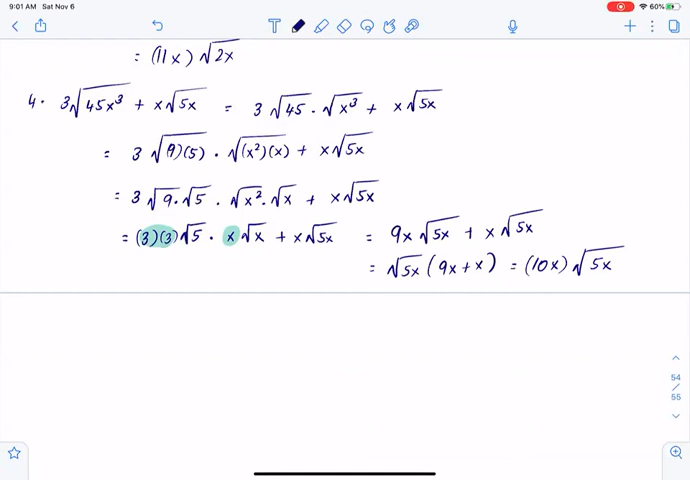 9:01 AM Sat Nov 6
60%
= (11x) √2x
4. 3√45x³ + x√5x = 3 √45 · √x³ + x√5x
= 3 √(9)(5) · √(x²)(x) + x√5x
= 3 √9 · √5 · √x² · √x + x√5x
= (3)(3)√5 · x√x + x√5x = 9x √5x + x √5x
= √5x (9x + x) = (10x) √5x
54
/
55